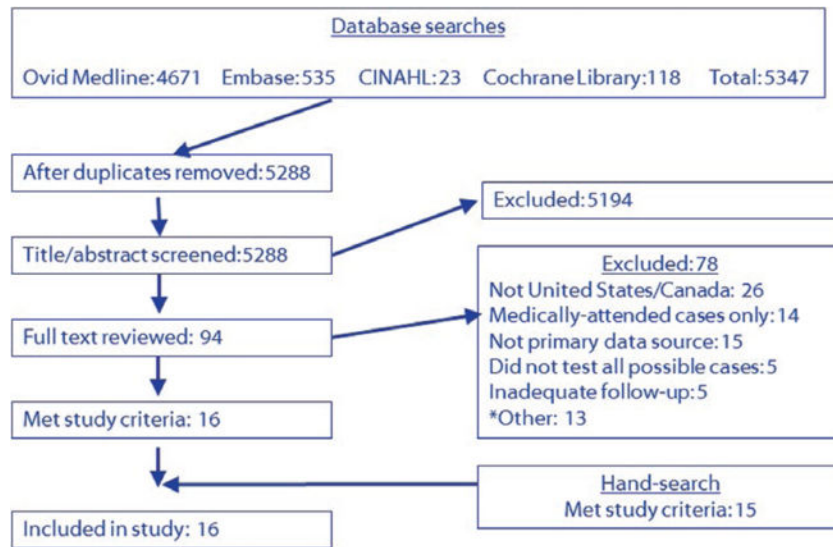 Database searches
Ovid Medline:4671 Embase:535 CINAHL:23 Cochrane Library:118 Total:5347
After duplicates removed:5288
Excluded:5194
Title/abstract screened:5288
Excluded:78
Not United States/Canada: 26
Medically-attended cases only:14
Not primary data source:15
Did not test all possible cases:5
Inadequate follow-up:5
*Other: 13
Full text reviewed: 94
Met study criteria: 16
Hand-search
Met study criteria:15
Included in study: 16